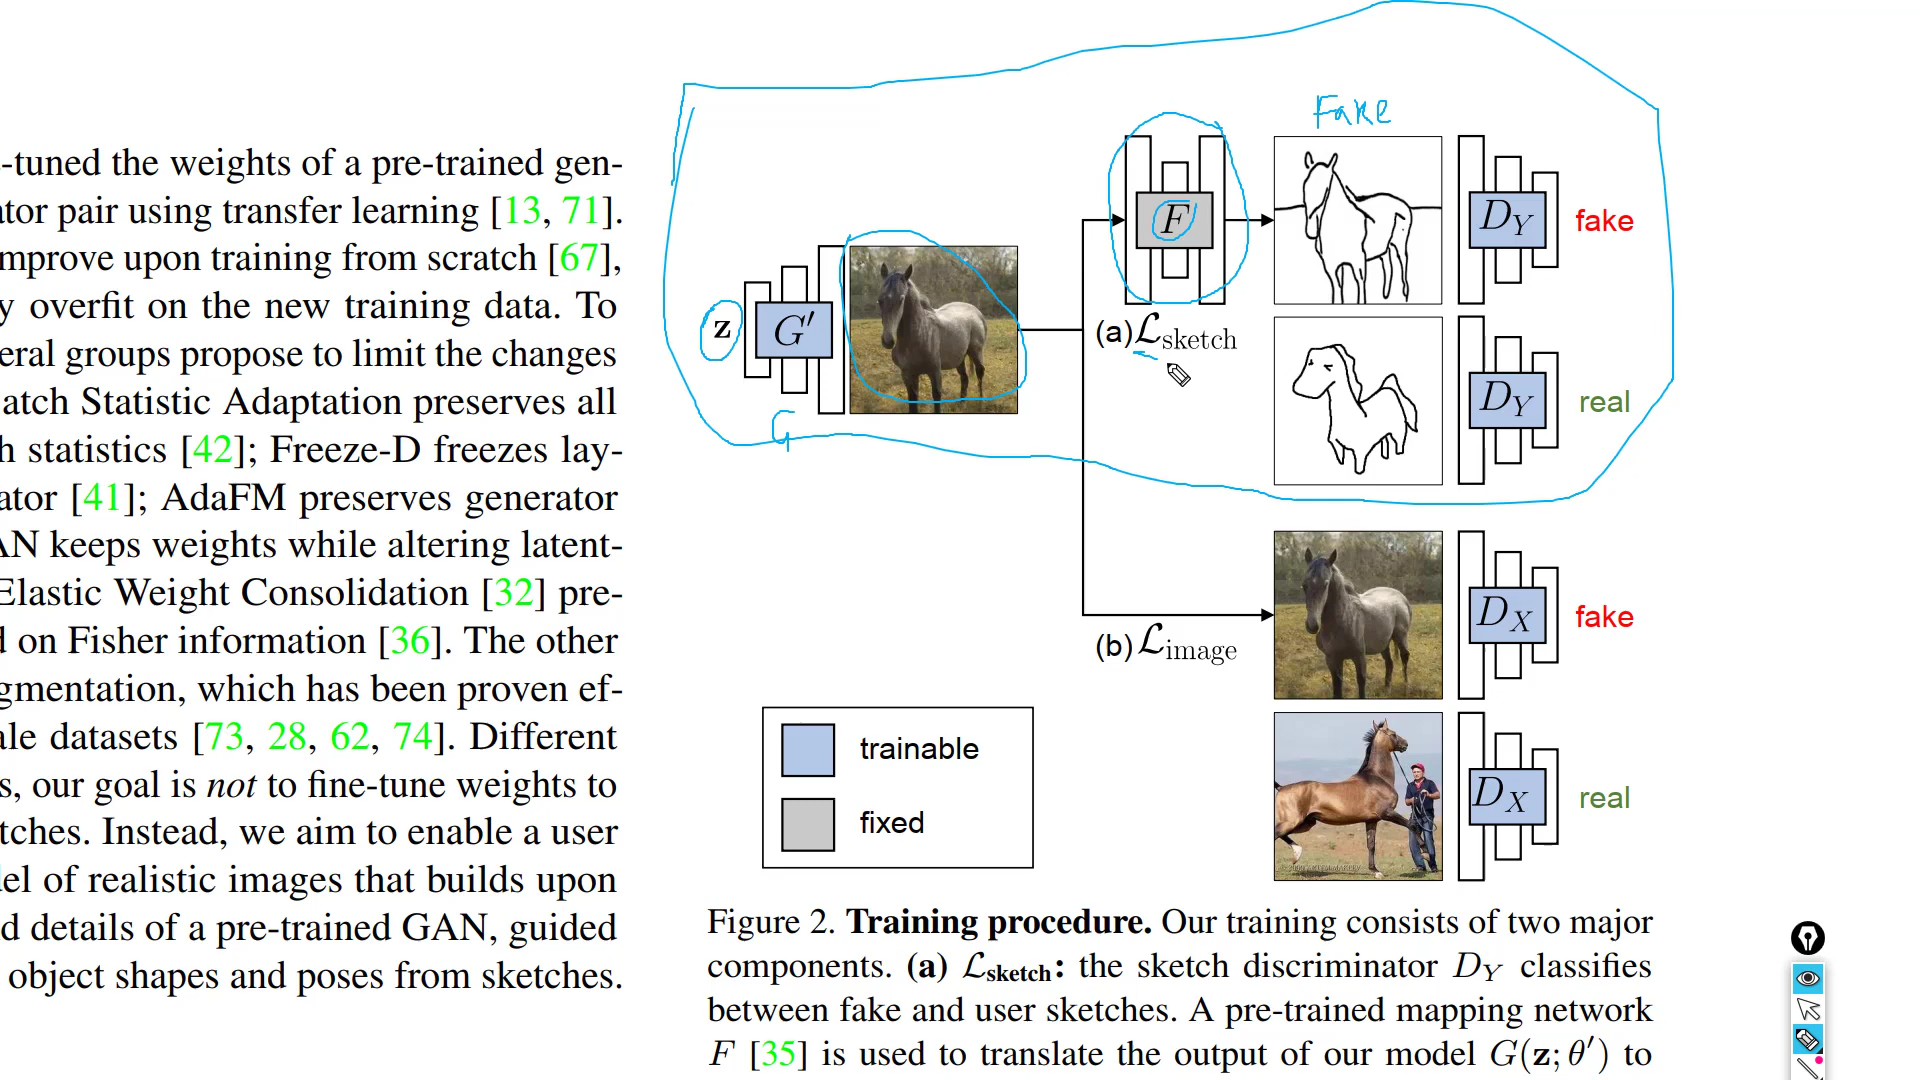 -tuned the weights of a pre-trained gen-
ator pair using transfer learning [13, 71].
mprove upon training from scratch [67],
y overfit on the new training data. To
eral groups propose to limit the changes
atch Statistic Adaptation preserves all
h statistics [42]; Freeze-D freezes lay-
ator [41]; AdaFM preserves generator
AN keeps weights while altering latent-
Elastic Weight Consolidation [32] pre-
d on Fisher information [36]. The other
gmentation, which has been proven ef-
ale datasets [73, 28, 62, 74]. Different
s, our goal is not to fine-tune weights to
tches. Instead, we aim to enable a user
lel of realistic images that builds upon
d details of a pre-trained GAN, guided
object shapes and poses from sketches.
Fake
z G′
G
F
(a) ℒsketch
D_Y fake
D_Y real
(b) ℒimage
D_X fake
D_X real
trainable
fixed
Figure 2. Training procedure. Our training consists of two major
components. (a) ℒsketch: the sketch discriminator D_Y classifies
between fake and user sketches. A pre-trained mapping network
F [35] is used to translate the output of our model G(z; θ′) to